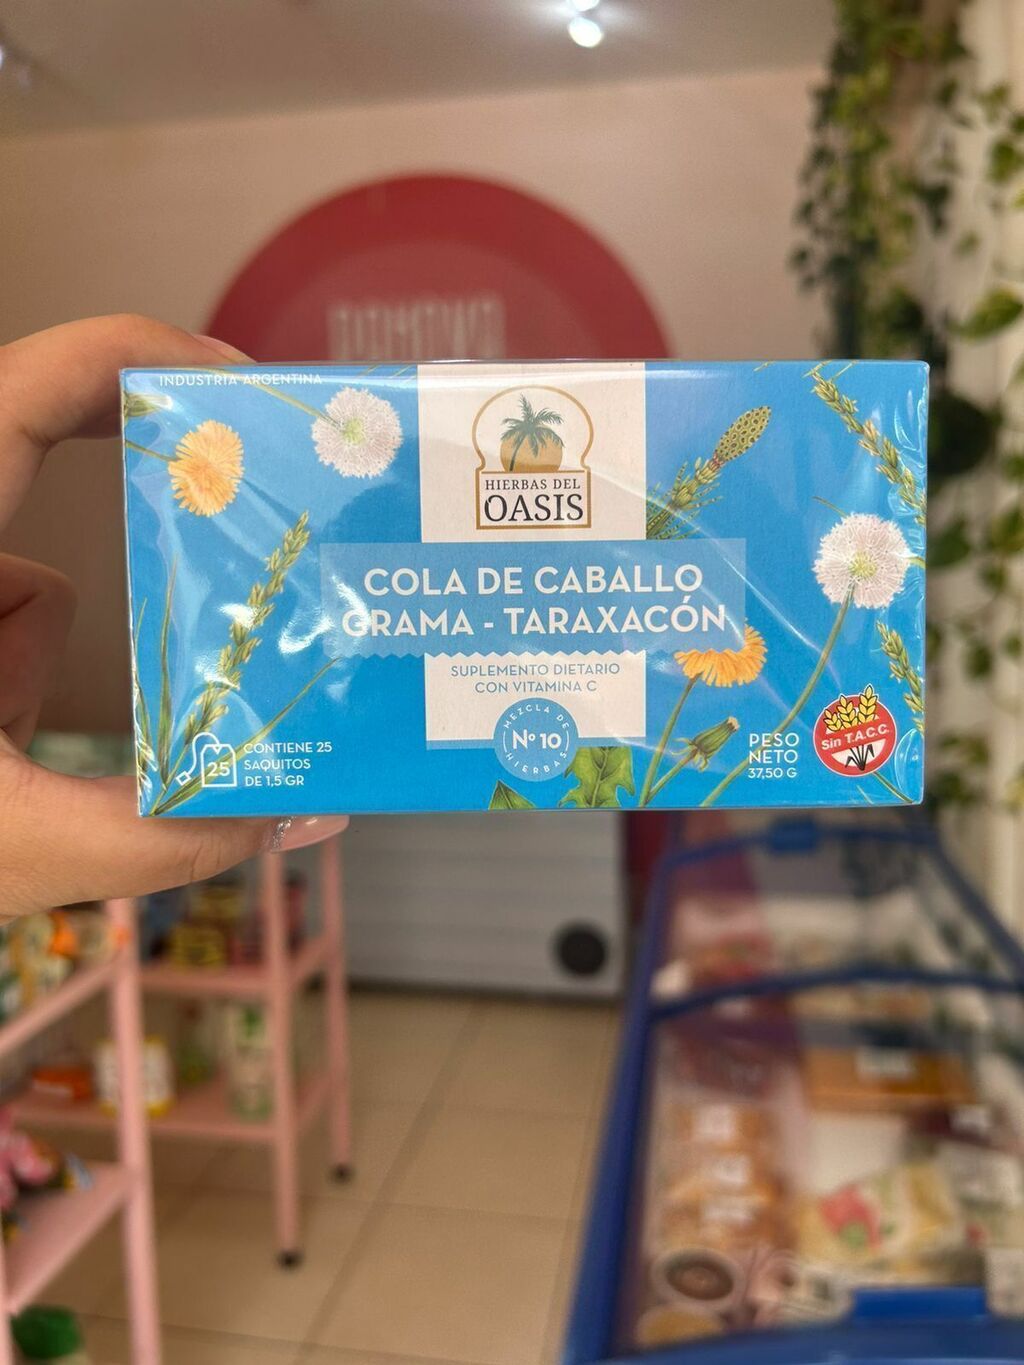 INDUSTRIA ARGENTINA
HIERBAS DEL
OASIS
COLA DE CABALLO
GRAMA - TARAXACÓN
SUPLEMENTO DIETARIO
CON VITAMINA C
MEZCLA DE
Nº 10
HIERBAS
25
CONTIENE 25
SAQUITOS
DE 1,5 GR
PESO
NETO
37,50 G
Sin T.A.C.C.